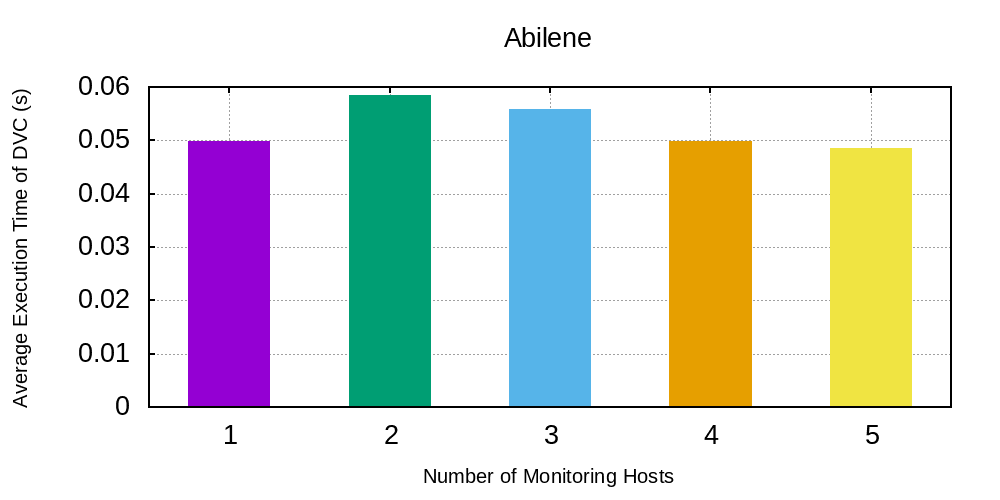 Abilene
Average Execution Time of DVC (s)
0.06
0.05
0.04
0.03
0.02
0.01
0
1 2 3 4 5
Number of Monitoring Hosts